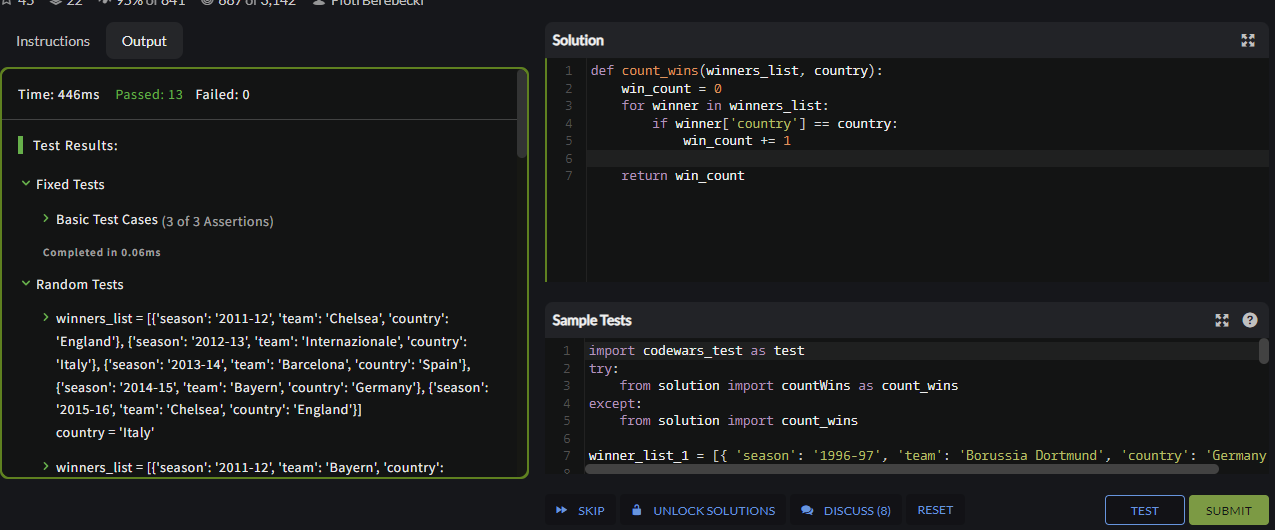 45 22 95% of 841 687 of 3,142 PiotrBerebecki
Instructions Output
Time: 446ms Passed: 13 Failed: 0
Test Results:
Fixed Tests
Basic Test Cases (3 of 3 Assertions)
Completed in 0.06ms
Random Tests
winners_list = [{'season': '2011-12', 'team': 'Chelsea', 'country':
'England'}, {'season': '2012-13', 'team': 'Internazionale', 'country':
'Italy'}, {'season': '2013-14', 'team': 'Barcelona', 'country': 'Spain'},
{'season': '2014-15', 'team': 'Bayern', 'country': 'Germany'}, {'season':
'2015-16', 'team': 'Chelsea', 'country': 'England'}]
country = 'Italy'
winners_list = [{'season': '2011-12', 'team': 'Bayern', 'country':
Solution
1 def count_wins(winners_list, country):
2 win_count = 0
3 for winner in winners_list:
4 if winner['country'] == country:
5 win_count += 1
6
7 return win_count
Sample Tests
?
1 import codewars_test as test
2 try:
3 from solution import countWins as count_wins
4 except:
5 from solution import count_wins
6
7 winner_list_1 = [{ 'season': '1996-97', 'team': 'Borussia Dortmund', 'country': 'Germany
8
SKIP UNLOCK SOLUTIONS DISCUSS (8) RESET TEST SUBMIT